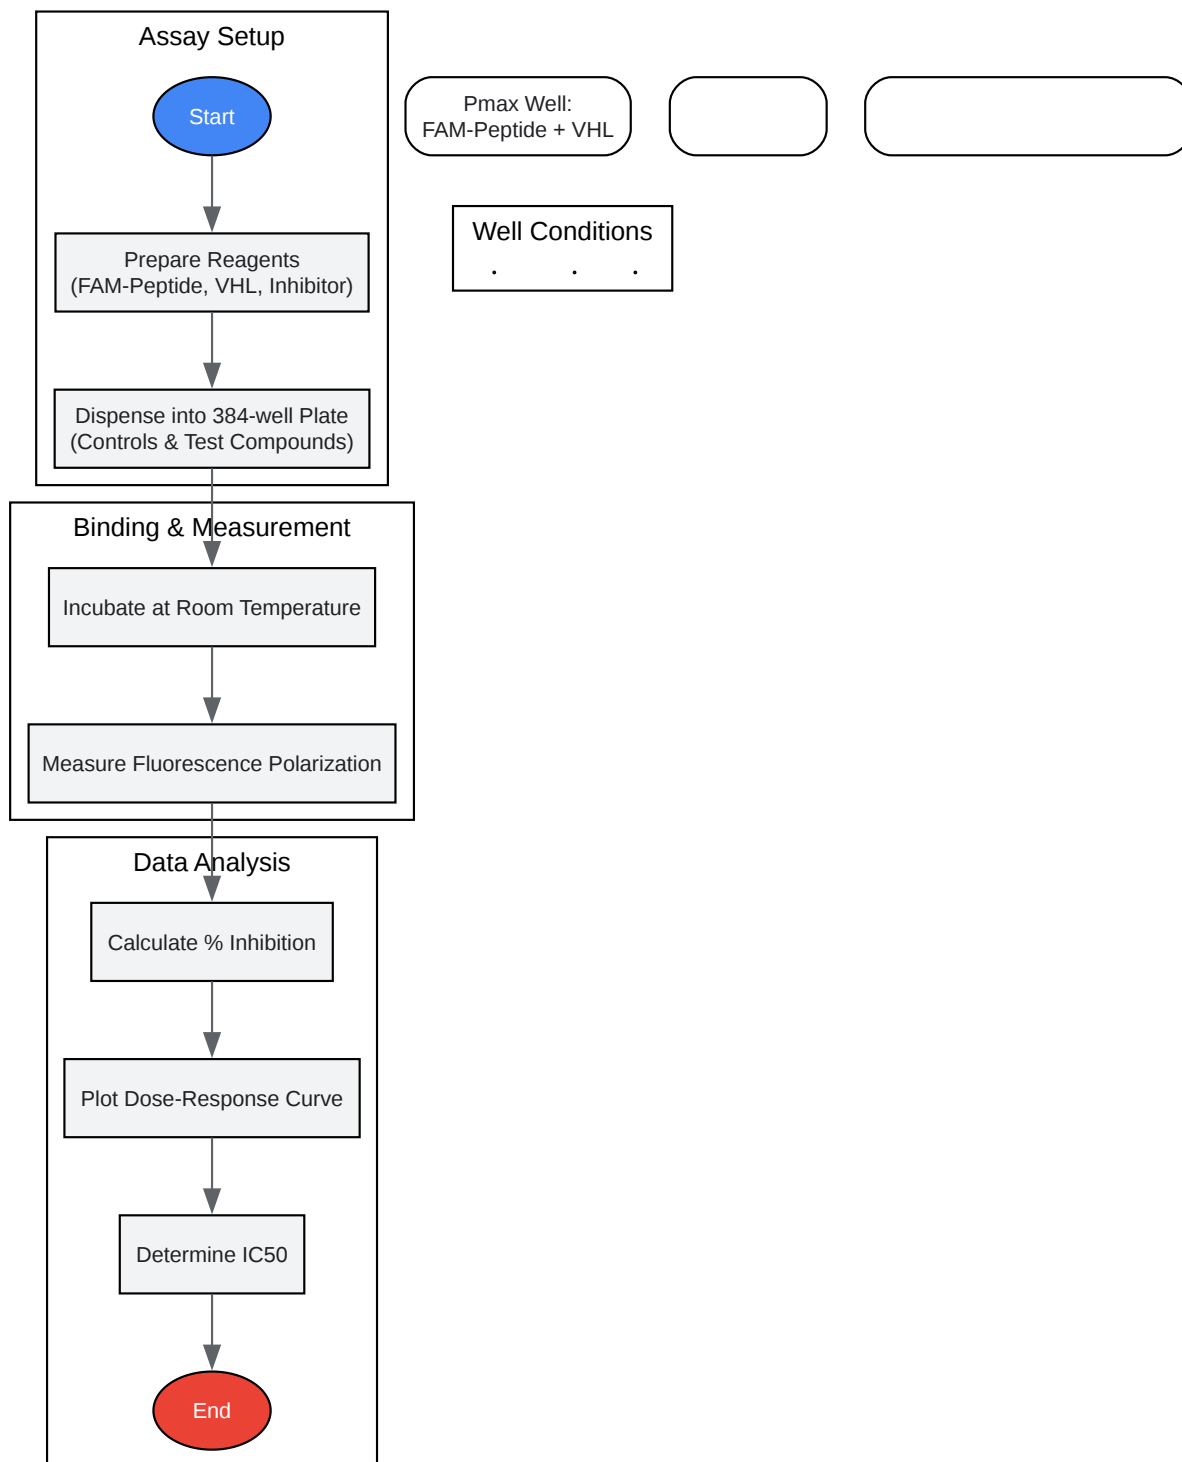 Assay Setup
Start
Prepare Reagents
(FAM-Peptide, VHL, Inhibitor)
Dispense into 384-well Plate
(Controls & Test Compounds)
Pmax Well:
FAM-Peptide + VHL
Well Conditions
Binding & Measurement
Incubate at Room Temperature
Measure Fluorescence Polarization
Data Analysis
Calculate % Inhibition
Plot Dose-Response Curve
Determine IC50
End